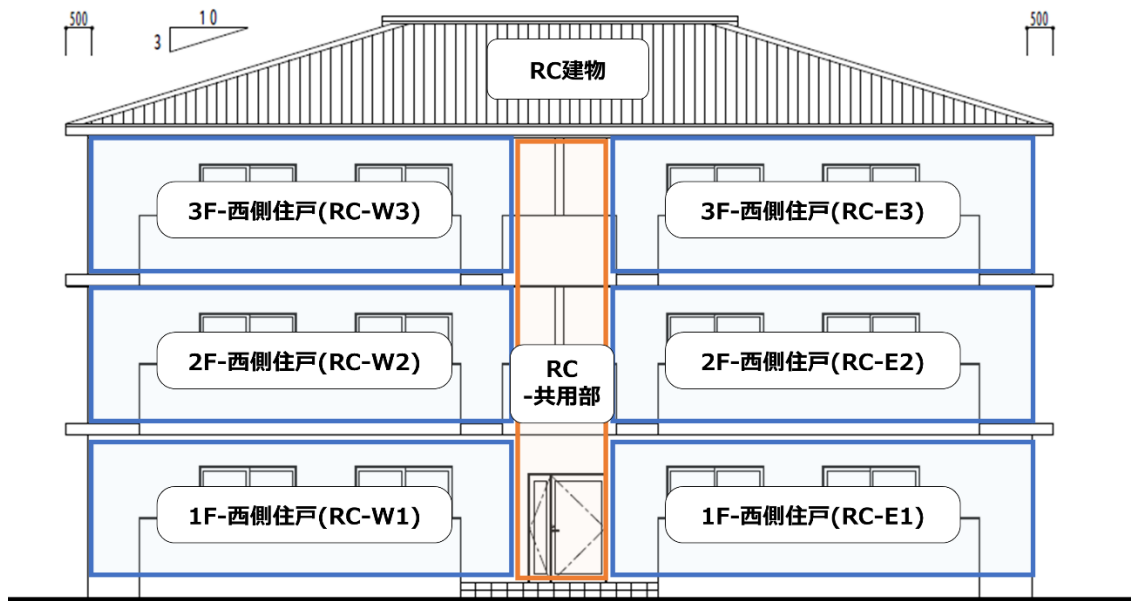 500
10
3
500
RC建物
3F-西側住戸(RC-W3)
3F-西側住戸(RC-E3)
2F-西側住戸(RC-W2)
RC
-共用部
2F-西側住戸(RC-E2)
1F-西側住戸(RC-W1)
1F-西側住戸(RC-E1)